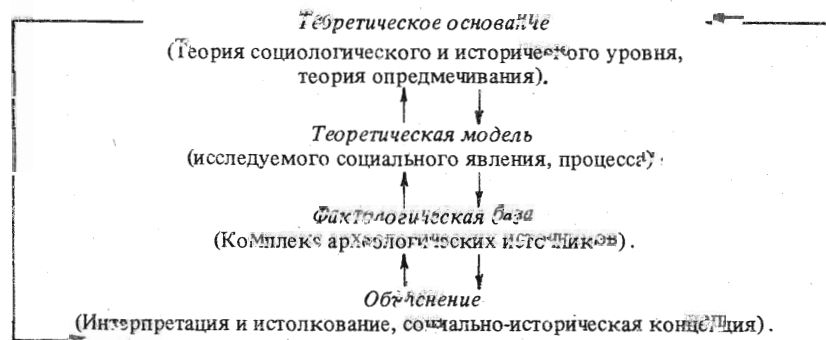 Теоретическое основание
(Теория социологического и исторического уровня,
теория опредмечивания).
Теоретическая модель
(исследуемого социального явления, процесса)
Фактологическая база
(Комплекс археологических источников).
Объяснение
(Интерпретация и истолкование, социально-историческая концепция).